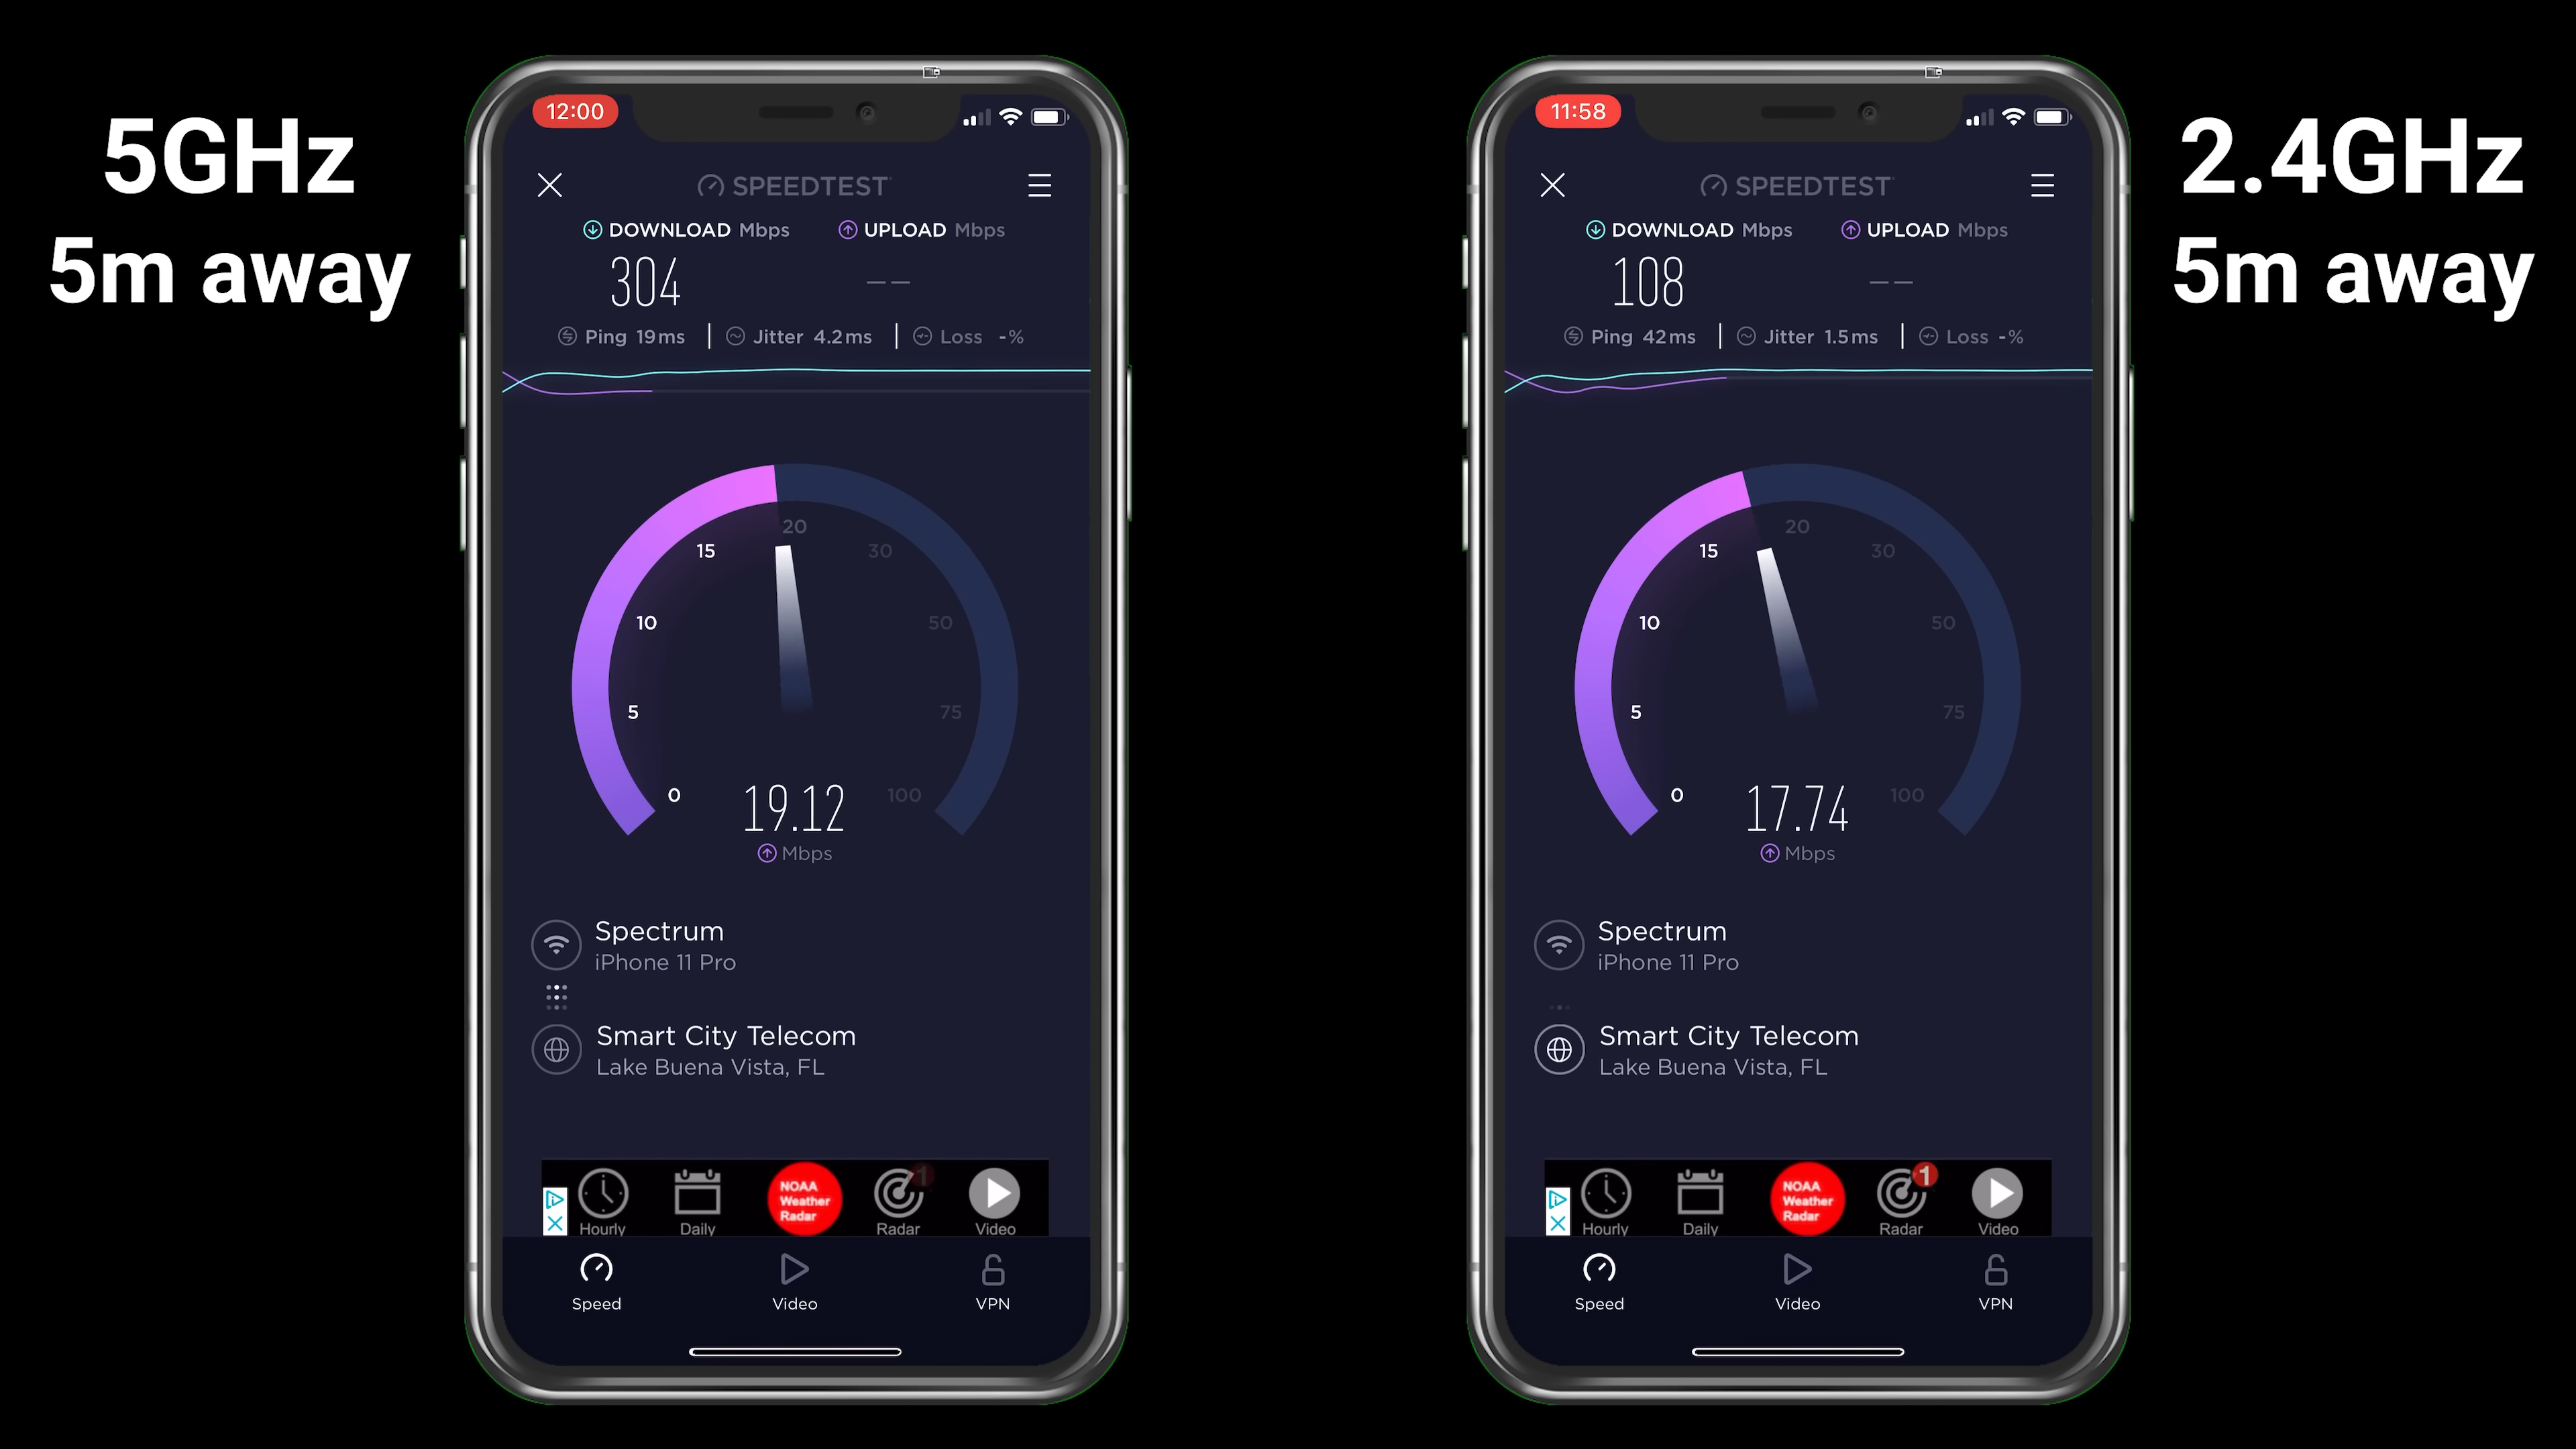 5GHz
5m away
12:00
SPEEDTEST
DOWNLOAD Mbps
UPLOAD Mbps
304
— —
Ping 19ms
Jitter 4.2ms
Loss -%
20
15
30
10
50
5
75
0
100
19.12
Mbps
Spectrum
iPhone 11 Pro
Smart City Telecom
Lake Buena Vista, FL
1
NOAA
Weather
Radar
Hourly
Daily
Radar
Video
Speed
Video
VPN
2.4GHz
5m away
11:58
SPEEDTEST
DOWNLOAD Mbps
UPLOAD Mbps
108
— —
Ping 42ms
Jitter 1.5ms
Loss -%
20
15
30
10
50
5
75
0
100
17.74
Mbps
Spectrum
iPhone 11 Pro
Smart City Telecom
Lake Buena Vista, FL
1
NOAA
Weather
Radar
Hourly
Daily
Radar
Video
Speed
Video
VPN